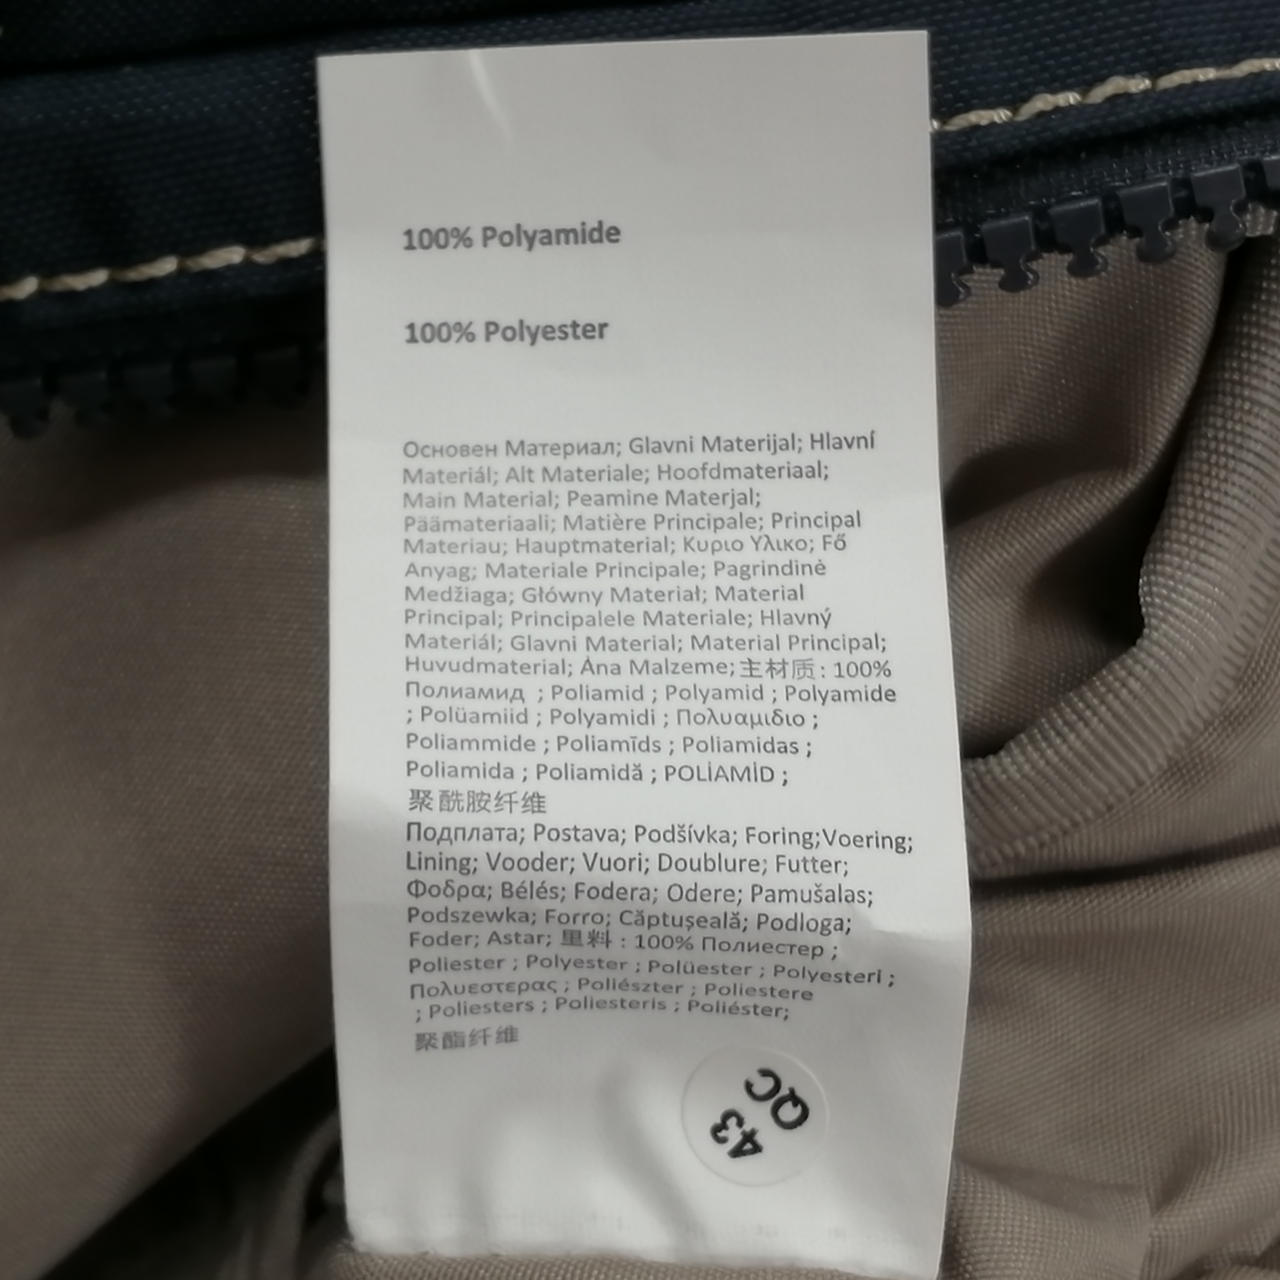 100% Polyamide
100% Polyester
Основен Материал; Glavni Materijal; Hlavní
Materiál; Alt Materiale; Hoofdmateriaal;
Main Material; Peamine Materjal;
Päämateriaali; Matière Principale; Principal
Materiau; Hauptmaterial; Κυριο Υλικο; Fő
Anyag; Materiale Principale; Pagrindinė
Medžiaga; Główny Materiał; Material
Principal; Principalele Materiale; Hlavný
Materiál; Glavni Material; Material Principal;
Huvudmaterial; Àna Malzeme;主材质: 100%
Полиамид ; Poliamid ; Polyamid ; Polyamide
; Polüamiid ; Polyamidi ; Πολυαμιδιο ;
Poliammide ; Poliamīds ; Poliamidas ;
Poliamida ; Poliamidă ; POLİAMİD ;
聚酰胺纤维
Подплата; Postava; Podšívka; Foring;Voering;
Lining; Vooder; Vuori; Doublure; Futter;
Φοδρα; Bélés; Fodera; Odere; Pamušalas;
Podszewka; Forro; Căptușeală; Podloga;
Foder; Astar; 里料: 100% Полиестер ;
Poliester ; Polyester ; Polüester ; Polyesteri ;
Πολυεστερας ; Poliészter ; Poliestere
; Poliesters ; Poliesteris ; Poliéster;
聚酯纤维
QC
43